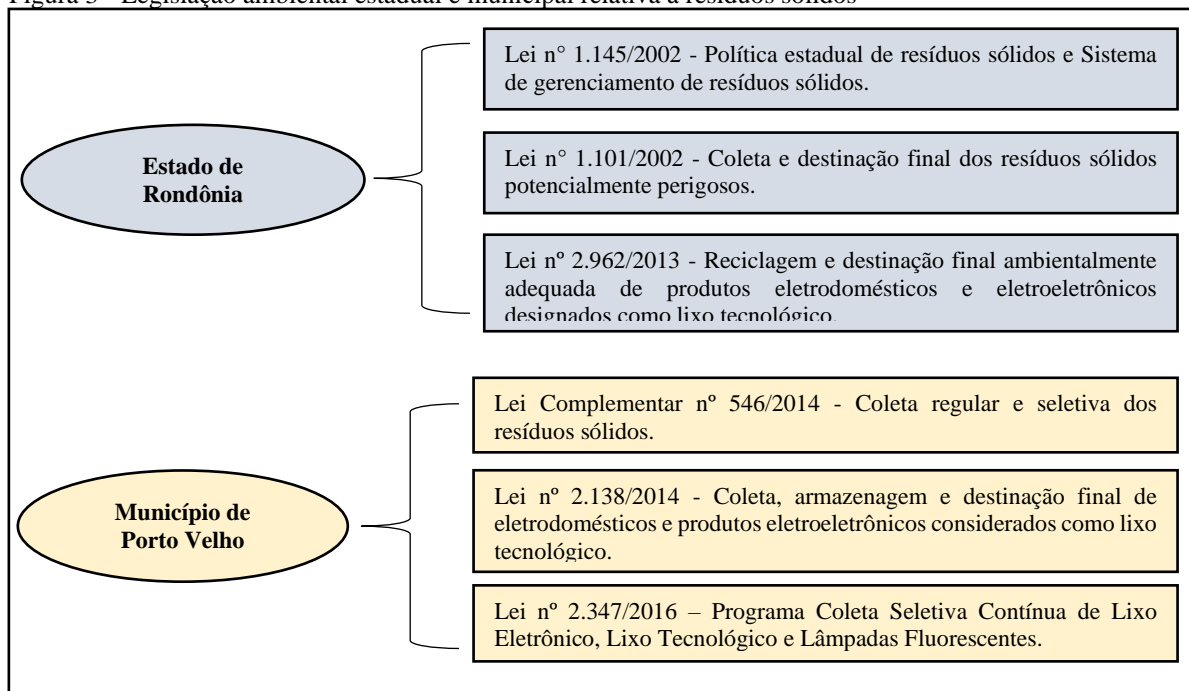 Figura 3 - Legislação ambiental estadual e municipal relativa a resíduos sólidos
Lei n° 1.145/2002 - Política estadual de resíduos sólidos e Sistema
de gerenciamento de resíduos sólidos.
Estado de
Rondônia
Lei n° 1.101/2002 - Coleta e destinação final dos resíduos sólidos
potencialmente perigosos.
Lei nº 2.962/2013 - Reciclagem e destinação final ambientalmente
adequada de produtos eletrodomésticos e eletroeletrônicos
designados como lixo tecnológico.
Lei Complementar nº 546/2014 - Coleta regular e seletiva dos
resíduos sólidos.
Município de
Porto Velho
Lei nº 2.138/2014 - Coleta, armazenagem e destinação final de
eletrodomésticos e produtos eletroeletrônicos considerados como lixo
tecnológico.
Lei nº 2.347/2016 – Programa Coleta Seletiva Contínua de Lixo
Eletrônico, Lixo Tecnológico e Lâmpadas Fluorescentes.